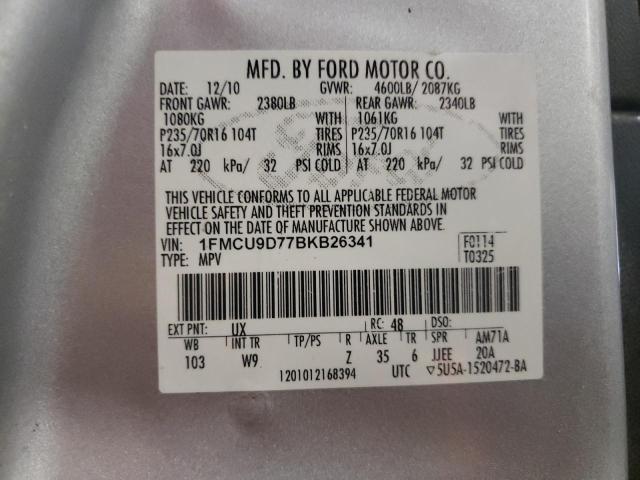 MFD. BY FORD MOTOR CO.
DATE: 12/10 GVWR: 4600LB/ 2087KG
FRONT GAWR: 2380LB REAR GAWR: 2340LB
1080KG WITH 1061KG WITH
P235/70R16 104T TIRES P235/70R16 104T TIRES
16x7.0J RIMS 16x7.0J RIMS
AT 220 kPa/ 32 PSI COLD AT 220 kPa/ 32 PSI COLD
THIS VEHICLE CONFORMS TO ALL APPLICABLE FEDERAL MOTOR
VEHICLE SAFETY AND THEFT PREVENTION STANDARDS IN
EFFECT ON THE DATE OF MANUFACTURE SHOWN ABOVE.
VIN: 1FMCU9D77BKB26341 F0114
TYPE: MPV T0325
EXT PNT: UX RC: 48 DSO:
WB INT TR TP/PS R AXLE TR SPR AM71A
103 W9 Z 35 6 JJEE 20A
1201012168394 UTC ▽5U5A-1520472-BA